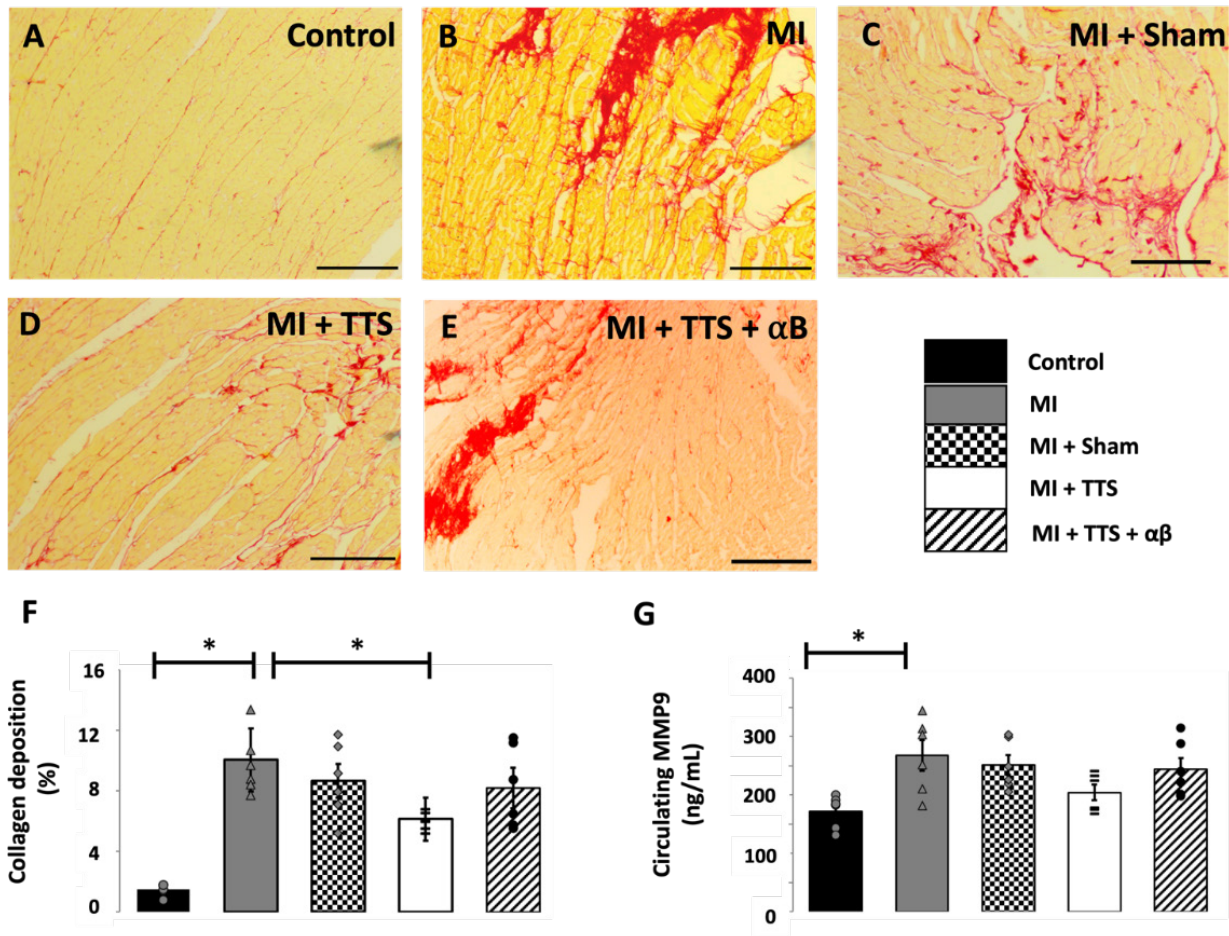 A Control
B MI
C MI + Sham
D MI + TTS
E MI + TTS + αB
Control
MI
MI + Sham
MI + TTS
MI + TTS + αβ
F
*
*
16
12
8
4
0
Collagen deposition
(%)
G
*
400
300
250
200
100
0
Circulating MMP9
(ng/mL)